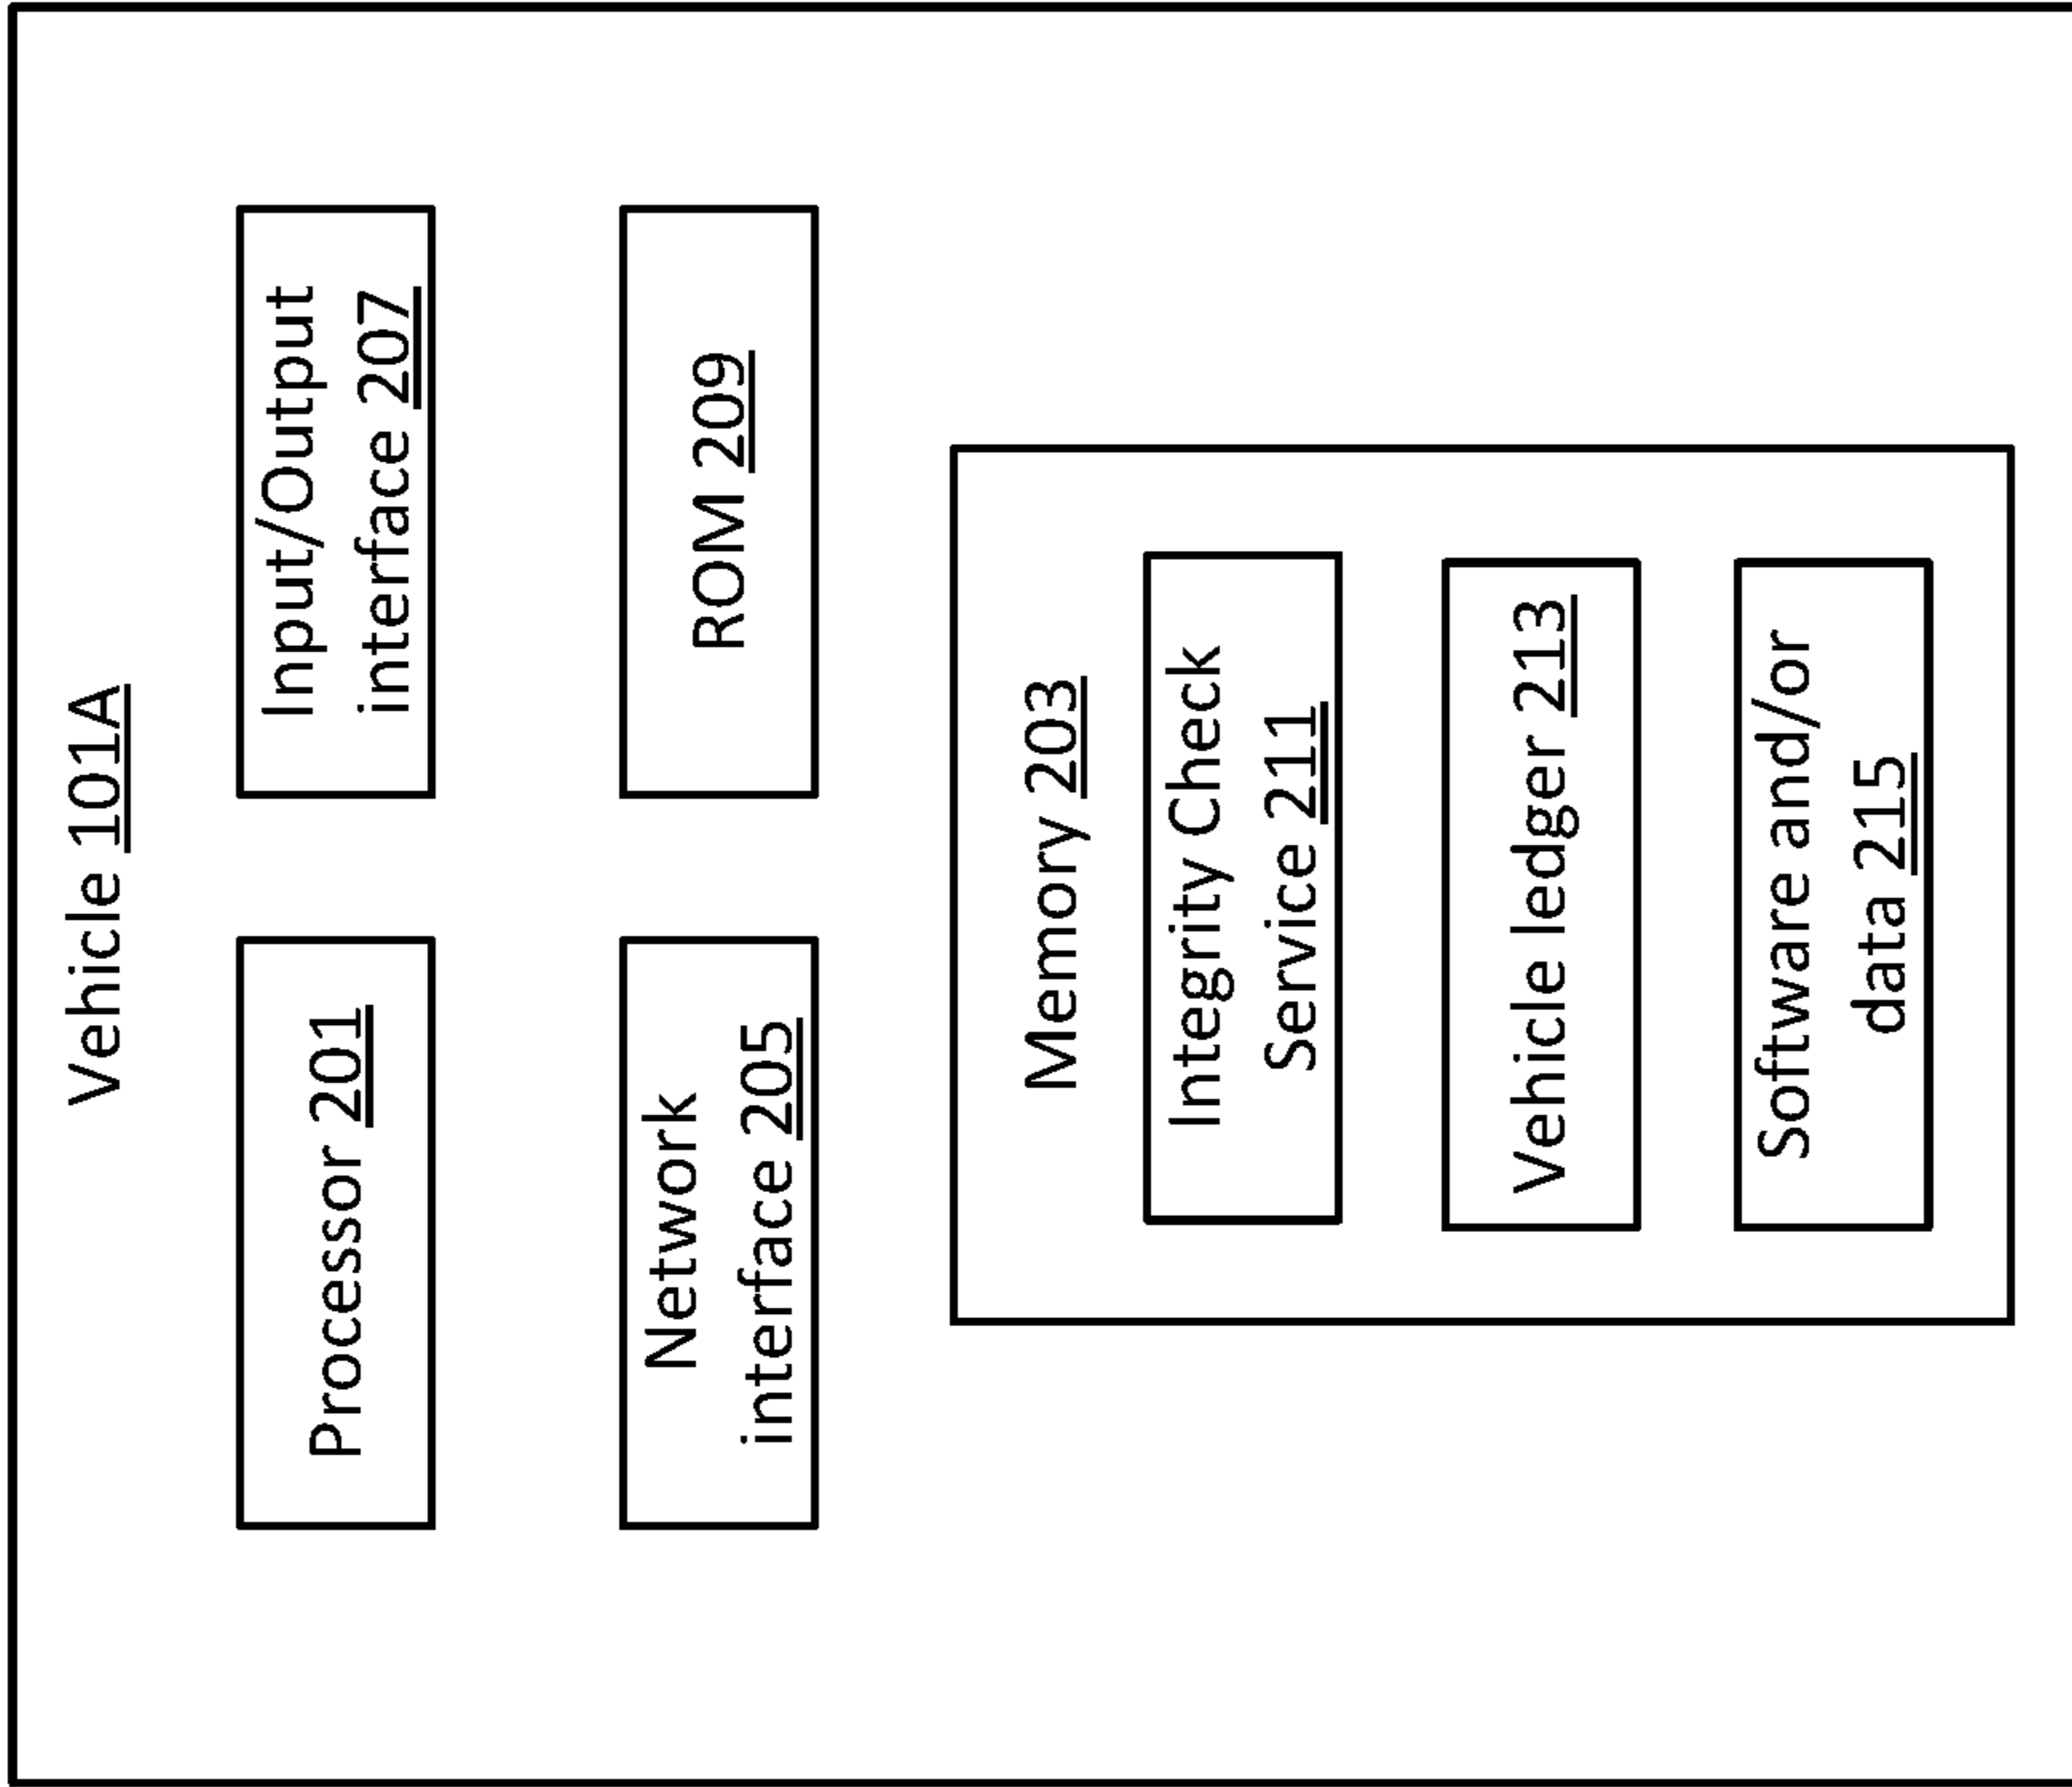 Vehicle 101A
Processor 201
Input/Output
interface 207
Network
interface 205
ROM 209
Memory 203
Integrity Check
Service 211
Vehicle ledger 213
Software and/or
data 215